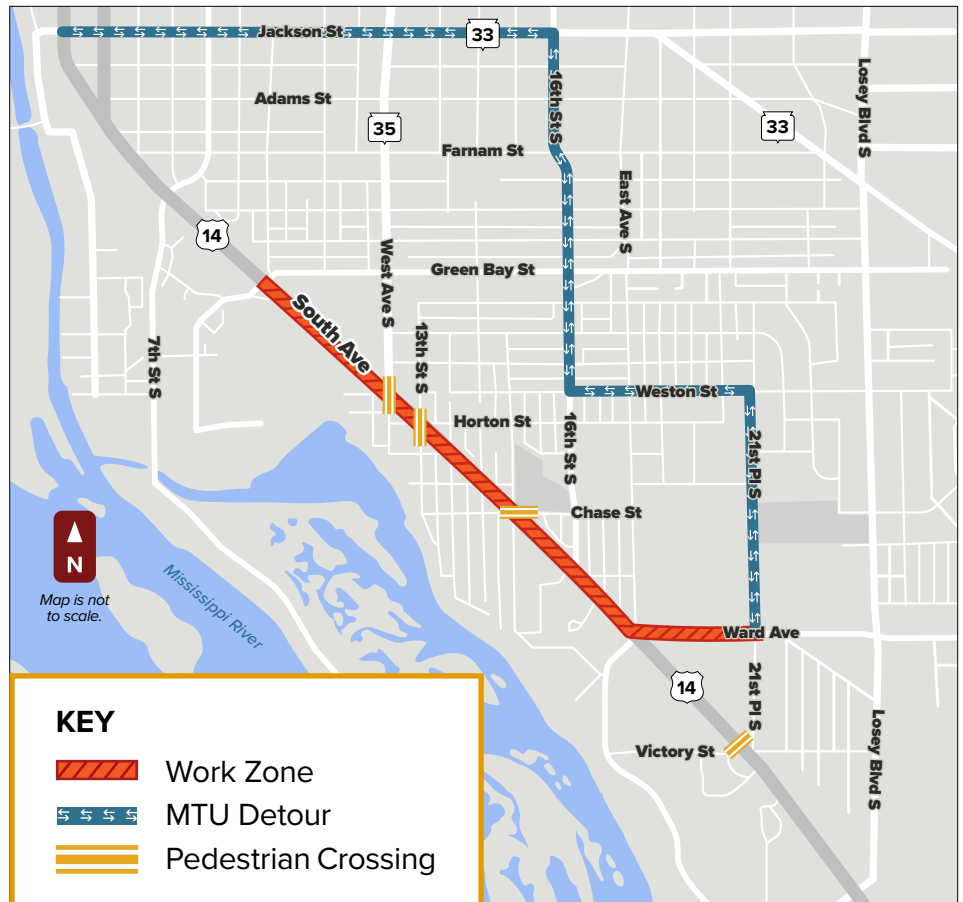 Jackson St
33
16th St S
Losey Blvd S
Adams St
35
33
Farnam St
East Ave S
14
West Ave S
Green Bay St
South Ave
13th St S
7th St S
Weston St
Horton St
16th St S
21st Pl S
Chase St
N
Map is not
to scale.
Mississippi River
Ward Ave
14
21st Pl S
Losey Blvd S
Victory St
KEY
Work Zone
MTU Detour
Pedestrian Crossing